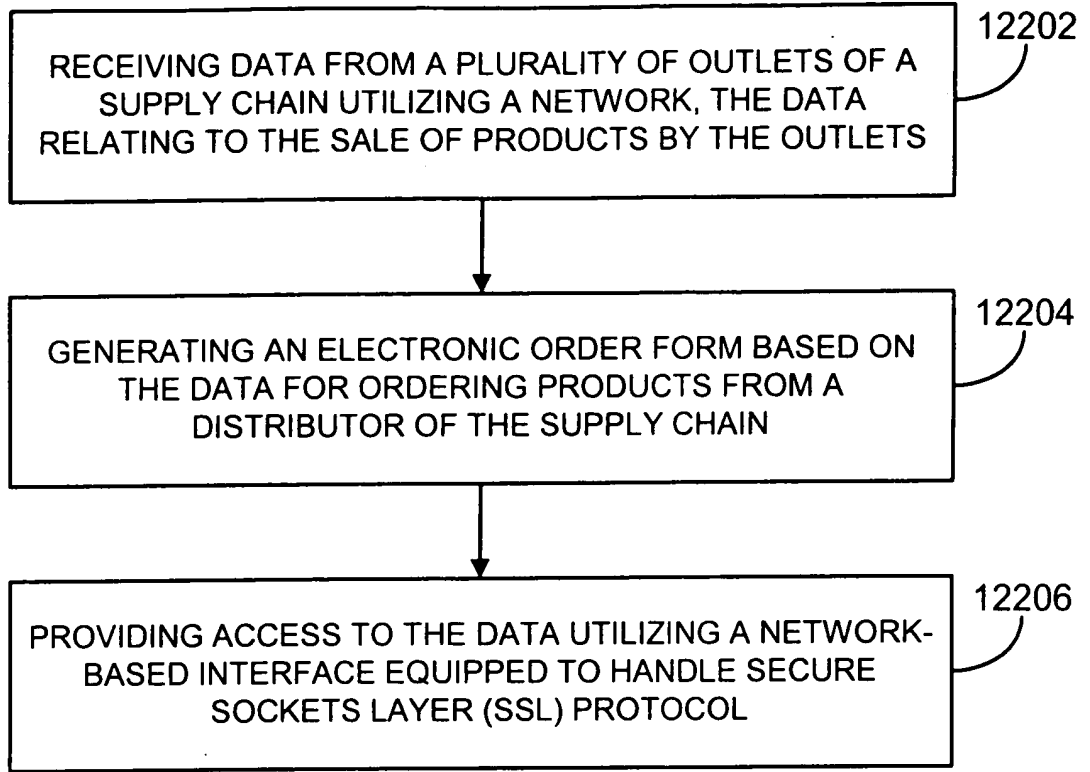 12202
RECEIVING DATA FROM A PLURALITY OF OUTLETS OF A
SUPPLY CHAIN UTILIZING A NETWORK, THE DATA
RELATING TO THE SALE OF PRODUCTS BY THE OUTLETS
12204
GENERATING AN ELECTRONIC ORDER FORM BASED ON
THE DATA FOR ORDERING PRODUCTS FROM A
DISTRIBUTOR OF THE SUPPLY CHAIN
12206
PROVIDING ACCESS TO THE DATA UTILIZING A NETWORK-
BASED INTERFACE EQUIPPED TO HANDLE SECURE
SOCKETS LAYER (SSL) PROTOCOL